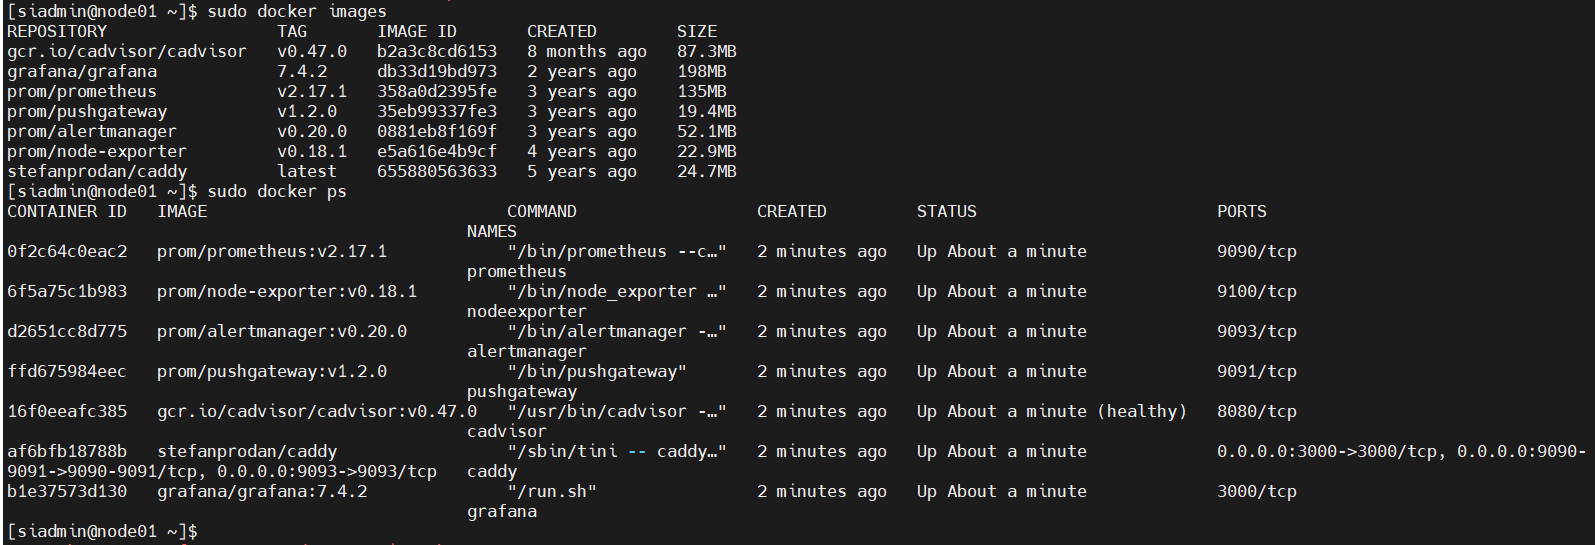 [siadmin@node01 ~]$ sudo docker images
REPOSITORY                 TAG       IMAGE ID       CREATED        SIZE
gcr.io/cadvisor/cadvisor   v0.47.0   b2a3c8cd6153   8 months ago   87.3MB
grafana/grafana            7.4.2     db33d19bd973   2 years ago    198MB
prom/prometheus            v2.17.1   358a0d2395fe   3 years ago    135MB
prom/pushgateway           v1.2.0    35eb99337fe3   3 years ago    19.4MB
prom/alertmanager          v0.20.0   0881eb8f169f   3 years ago    52.1MB
prom/node-exporter         v0.18.1   e5a616e4b9cf   4 years ago    22.9MB
stefanprodan/caddy         latest    655880563633   5 years ago    24.7MB
[siadmin@node01 ~]$ sudo docker ps
CONTAINER ID   IMAGE                              COMMAND                  CREATED         STATUS                        PORTS
                                              NAMES
0f2c64c0eac2   prom/prometheus:v2.17.1            "/bin/prometheus --c…"   2 minutes ago   Up About a minute             9090/tcp
                                              prometheus
6f5a75c1b983   prom/node-exporter:v0.18.1         "/bin/node_exporter …"   2 minutes ago   Up About a minute             9100/tcp
                                              nodeexporter
d2651cc8d775   prom/alertmanager:v0.20.0          "/bin/alertmanager -…"   2 minutes ago   Up About a minute             9093/tcp
                                              alertmanager
ffd675984eec   prom/pushgateway:v1.2.0            "/bin/pushgateway"       2 minutes ago   Up About a minute             9091/tcp
                                              pushgateway
16f0eeafc385   gcr.io/cadvisor/cadvisor:v0.47.0   "/usr/bin/cadvisor -…"   2 minutes ago   Up About a minute (healthy)   8080/tcp
                                              cadvisor
af6bfb18788b   stefanprodan/caddy                 "/sbin/tini -- caddy…"   2 minutes ago   Up About a minute             0.0.0.0:3000->3000/tcp, 0.0.0.0:9090-
9091->9090-9091/tcp, 0.0.0.0:9093->9093/tcp   caddy
b1e37573d130   grafana/grafana:7.4.2              "/run.sh"                2 minutes ago   Up About a minute             3000/tcp
                                              grafana
[siadmin@node01 ~]$